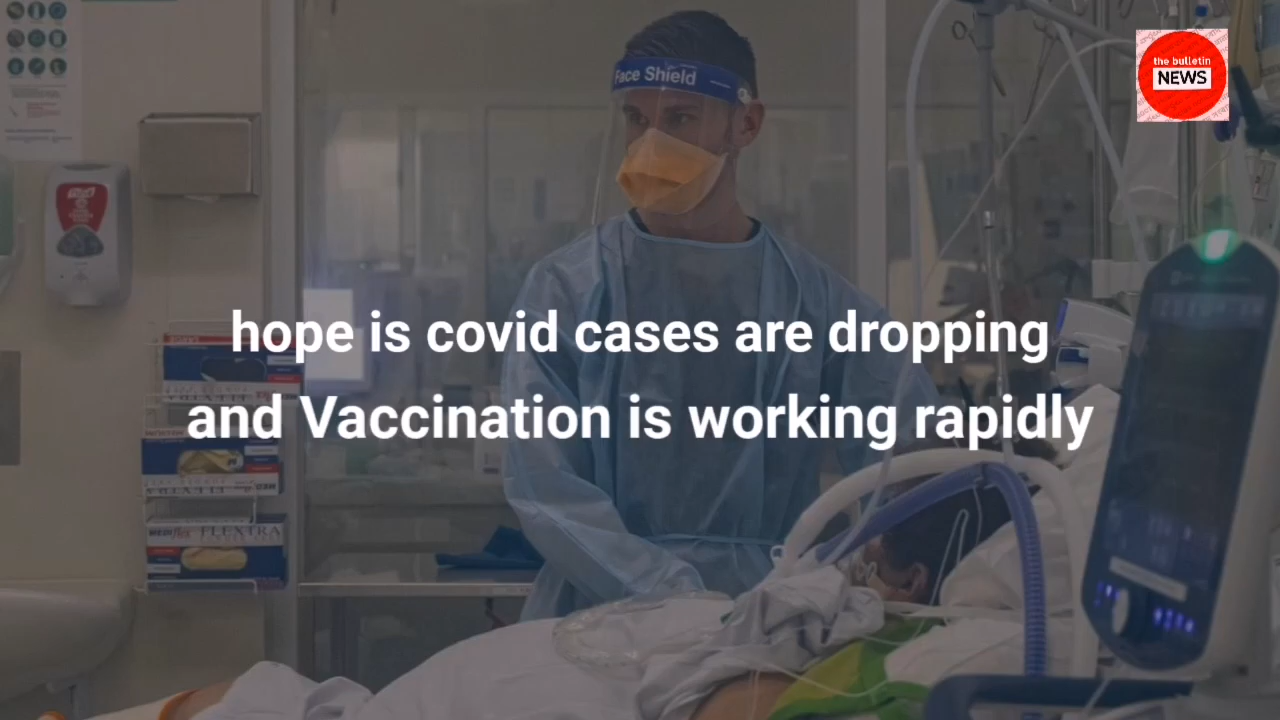 the bulletin
NEWS
Face Shield
hope is covid cases are dropping
and Vaccination is working rapidly
FLEXTRA